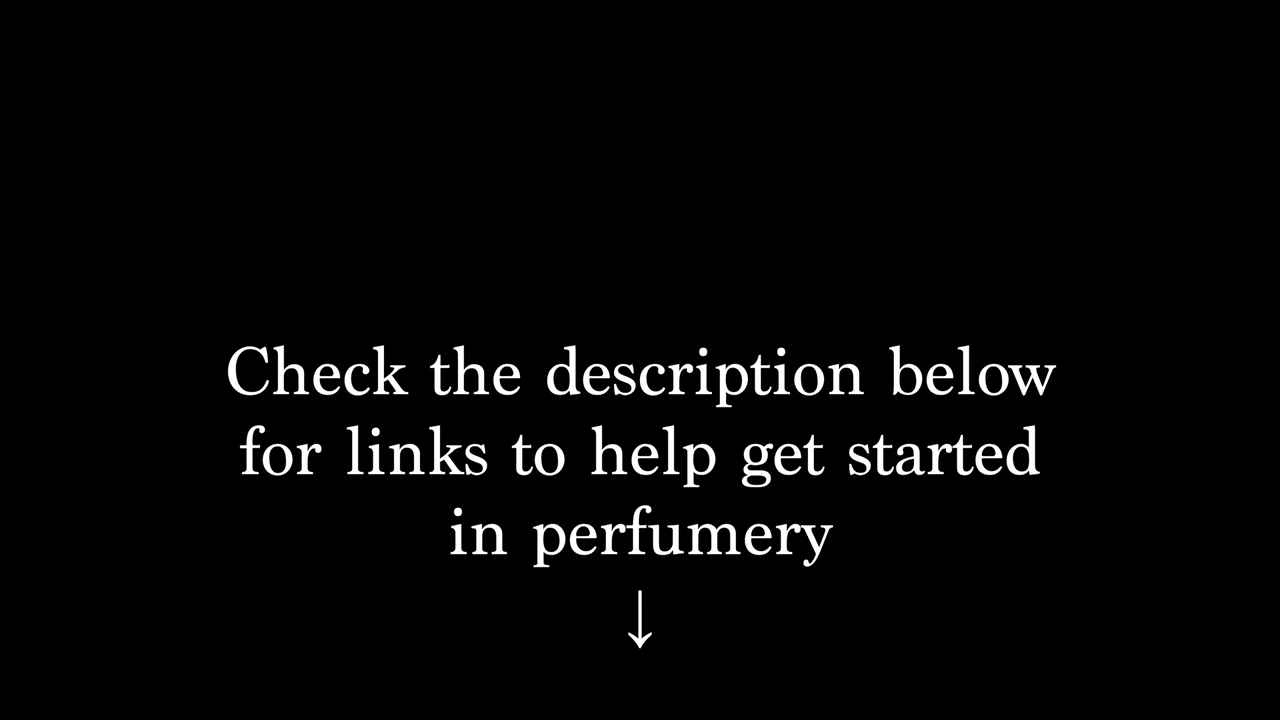 Check the description below
for links to help get started
in perfumery
↓